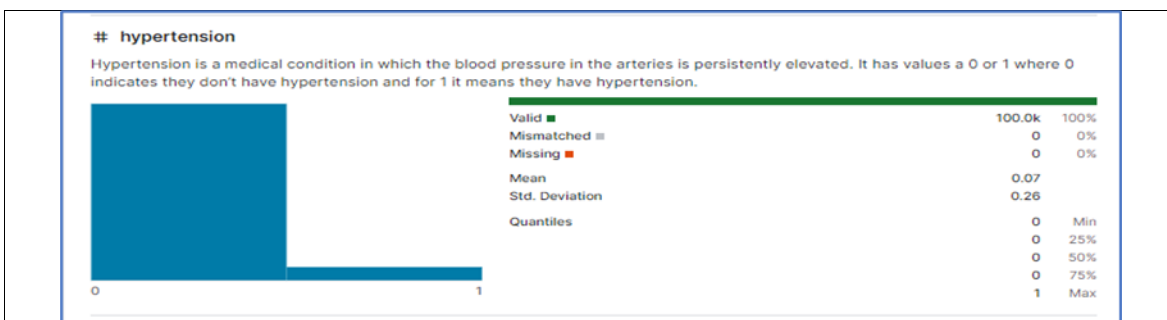 # hypertension
Hypertension is a medical condition in which the blood pressure in the arteries is persistently elevated. It has values a 0 or 1 where 0
indicates they don't have hypertension and for 1 it means they have hypertension.
Valid 100.0k 100%
Mismatched 0 0%
Missing 0 0%
Mean 0.07
Std. Deviation 0.26
Quantiles 0 Min
0 25%
0 50%
0 75%
1 Max
0 1